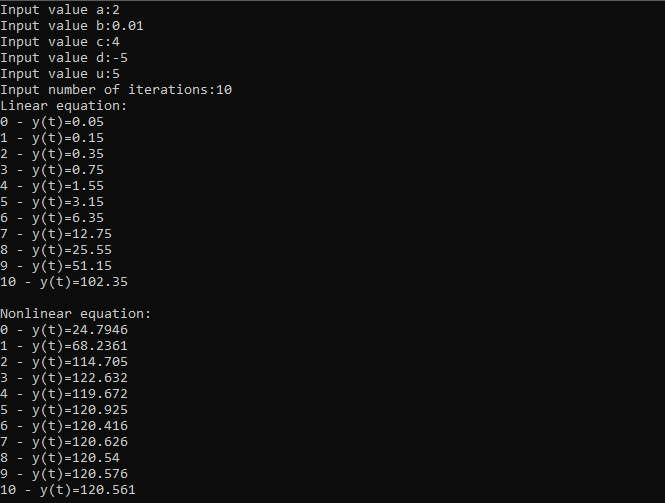 Input value a:2
Input value b:0.01
Input value c:4
Input value d:-5
Input value u:5
Input number of iterations:10
Linear equation:
0 - y(t)=0.05
1 - y(t)=0.15
2 - y(t)=0.35
3 - y(t)=0.75
4 - y(t)=1.55
5 - y(t)=3.15
6 - y(t)=6.35
7 - y(t)=12.75
8 - y(t)=25.55
9 - y(t)=51.15
10 - y(t)=102.35
Nonlinear equation:
0 - y(t)=24.7946
1 - y(t)=68.2361
2 - y(t)=114.705
3 - y(t)=122.632
4 - y(t)=119.672
5 - y(t)=120.925
6 - y(t)=120.416
7 - y(t)=120.626
8 - y(t)=120.54
9 - y(t)=120.576
10 - y(t)=120.561